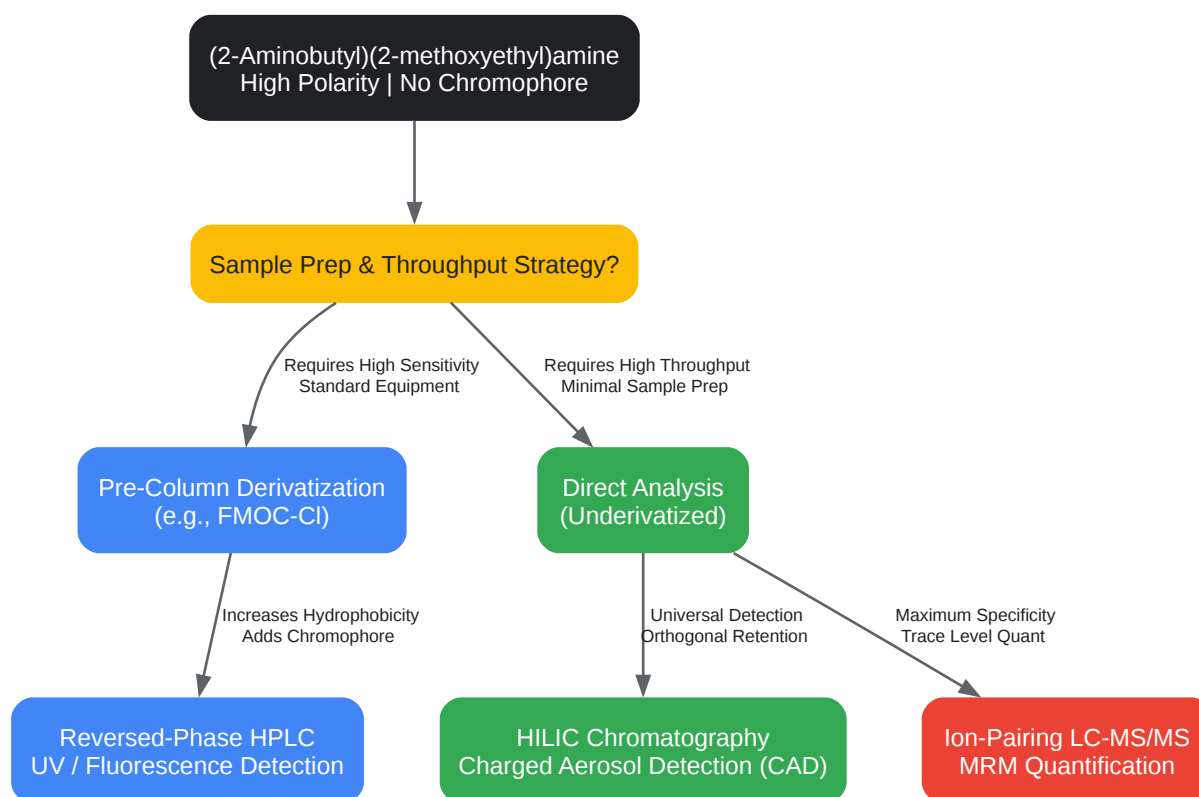 (2-Aminobutyl)(2-methoxyethyl)amine
High Polarity | No Chromophore
Sample Prep & Throughput Strategy?
Requires High Sensitivity
Standard Equipment
Requires High Throughput
Minimal Sample Prep
Pre-Column Derivatization
(e.g., FMOC-Cl)
Direct Analysis
(Underivatized)
Increases Hydrophobicity
Adds Chromophore
Universal Detection
Orthogonal Retention
Maximum Specificity
Trace Level Quant
Reversed-Phase HPLC
UV / Fluorescence Detection
HILIC Chromatography
Charged Aerosol Detection (CAD)
Ion-Pairing LC-MS/MS
MRM Quantification